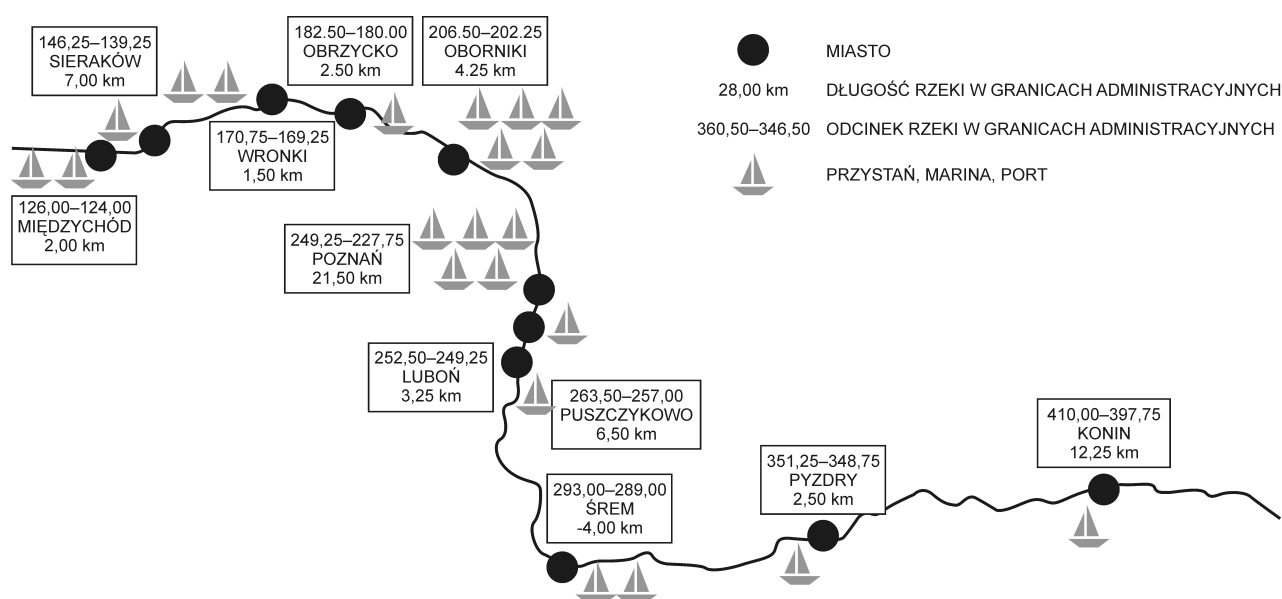 146,25–139,25
SIERAKÓW
7,00 km
182.50–180.00
OBRZYCKO
2.50 km
206.50–202.25
OBORNIKI
4.25 km
MIASTO
28,00 km DŁUGOŚĆ RZEKI W GRANICACH ADMINISTRACYJNYCH
360,50–346,50 ODCINEK RZEKI W GRANICACH ADMINISTRACYJNYCH
PRZYSTAŃ, MARINA, PORT
170,75–169,25
WRONKI
1,50 km
126,00–124,00
MIĘDZYCHÓD
2,00 km
249,25–227,75
POZNAŃ
21,50 km
252,50–249,25
LUBOŃ
3,25 km
263,50–257,00
PUSZCZYKOWO
6,50 km
410,00–397,75
KONIN
12,25 km
351,25–348,75
PYZDRY
2,50 km
293,00–289,00
ŚREM
-4,00 km